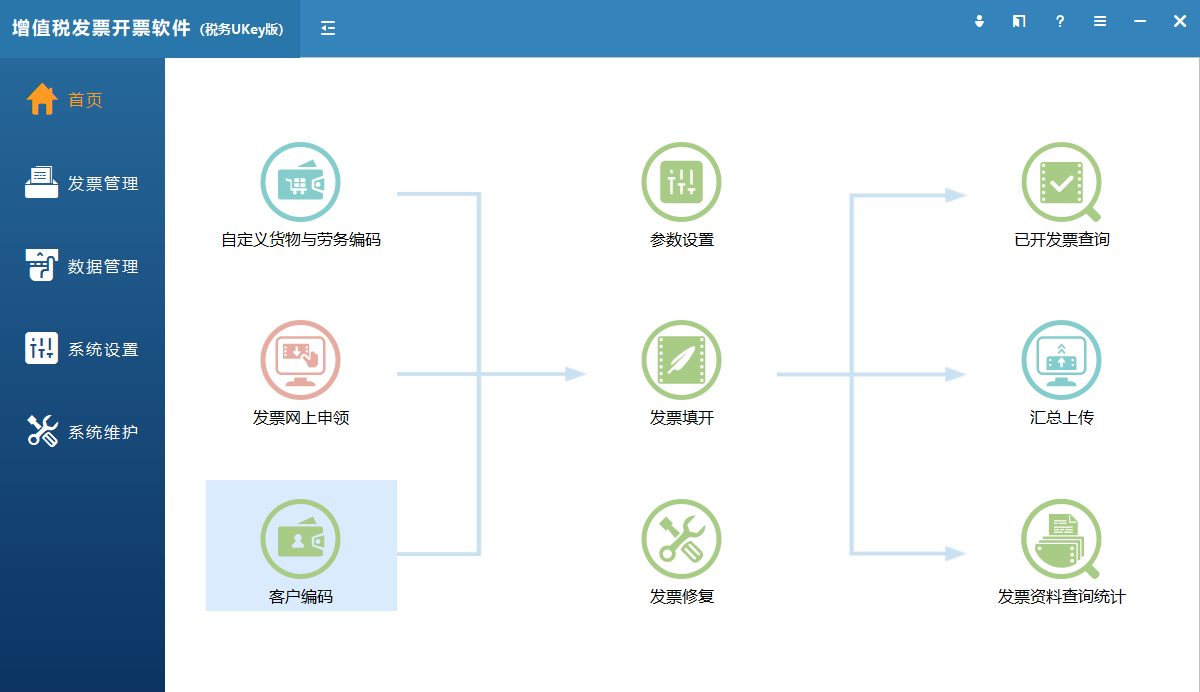 增值税发票开票软件 (税务UKey版)
首页
发票管理
数据管理
系统设置
系统维护
自定义货物与劳务编码
参数设置
已开发票查询
发票网上申领
发票填开
汇总上传
客户编码
发票修复
发票资料查询统计